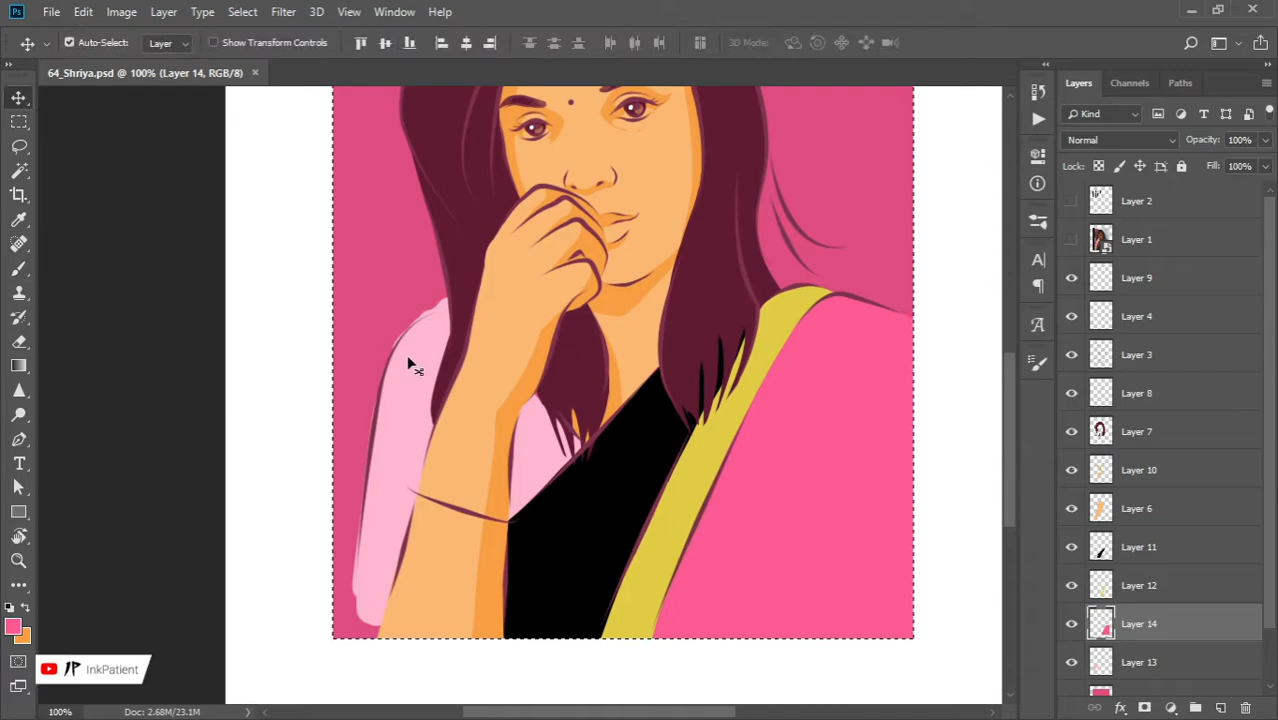 Ps File Edit Image Layer Type Select Filter 3D View Window Help
Auto-Select: Layer Show Transform Controls 3D Mode:
64_Shriya.psd @ 100% (Layer 14, RGB/8) ×
Layers Channels Paths
Kind
Normal Opacity: 100%
Lock: Fill: 100%
Layer 2
Layer 1
Layer 9
Layer 4
Layer 3
Layer 8
Layer 7
Layer 10
Layer 6
Layer 11
Layer 12
Layer 14
Layer 13
InkPatient
100% Doc: 2.68M/23.1M